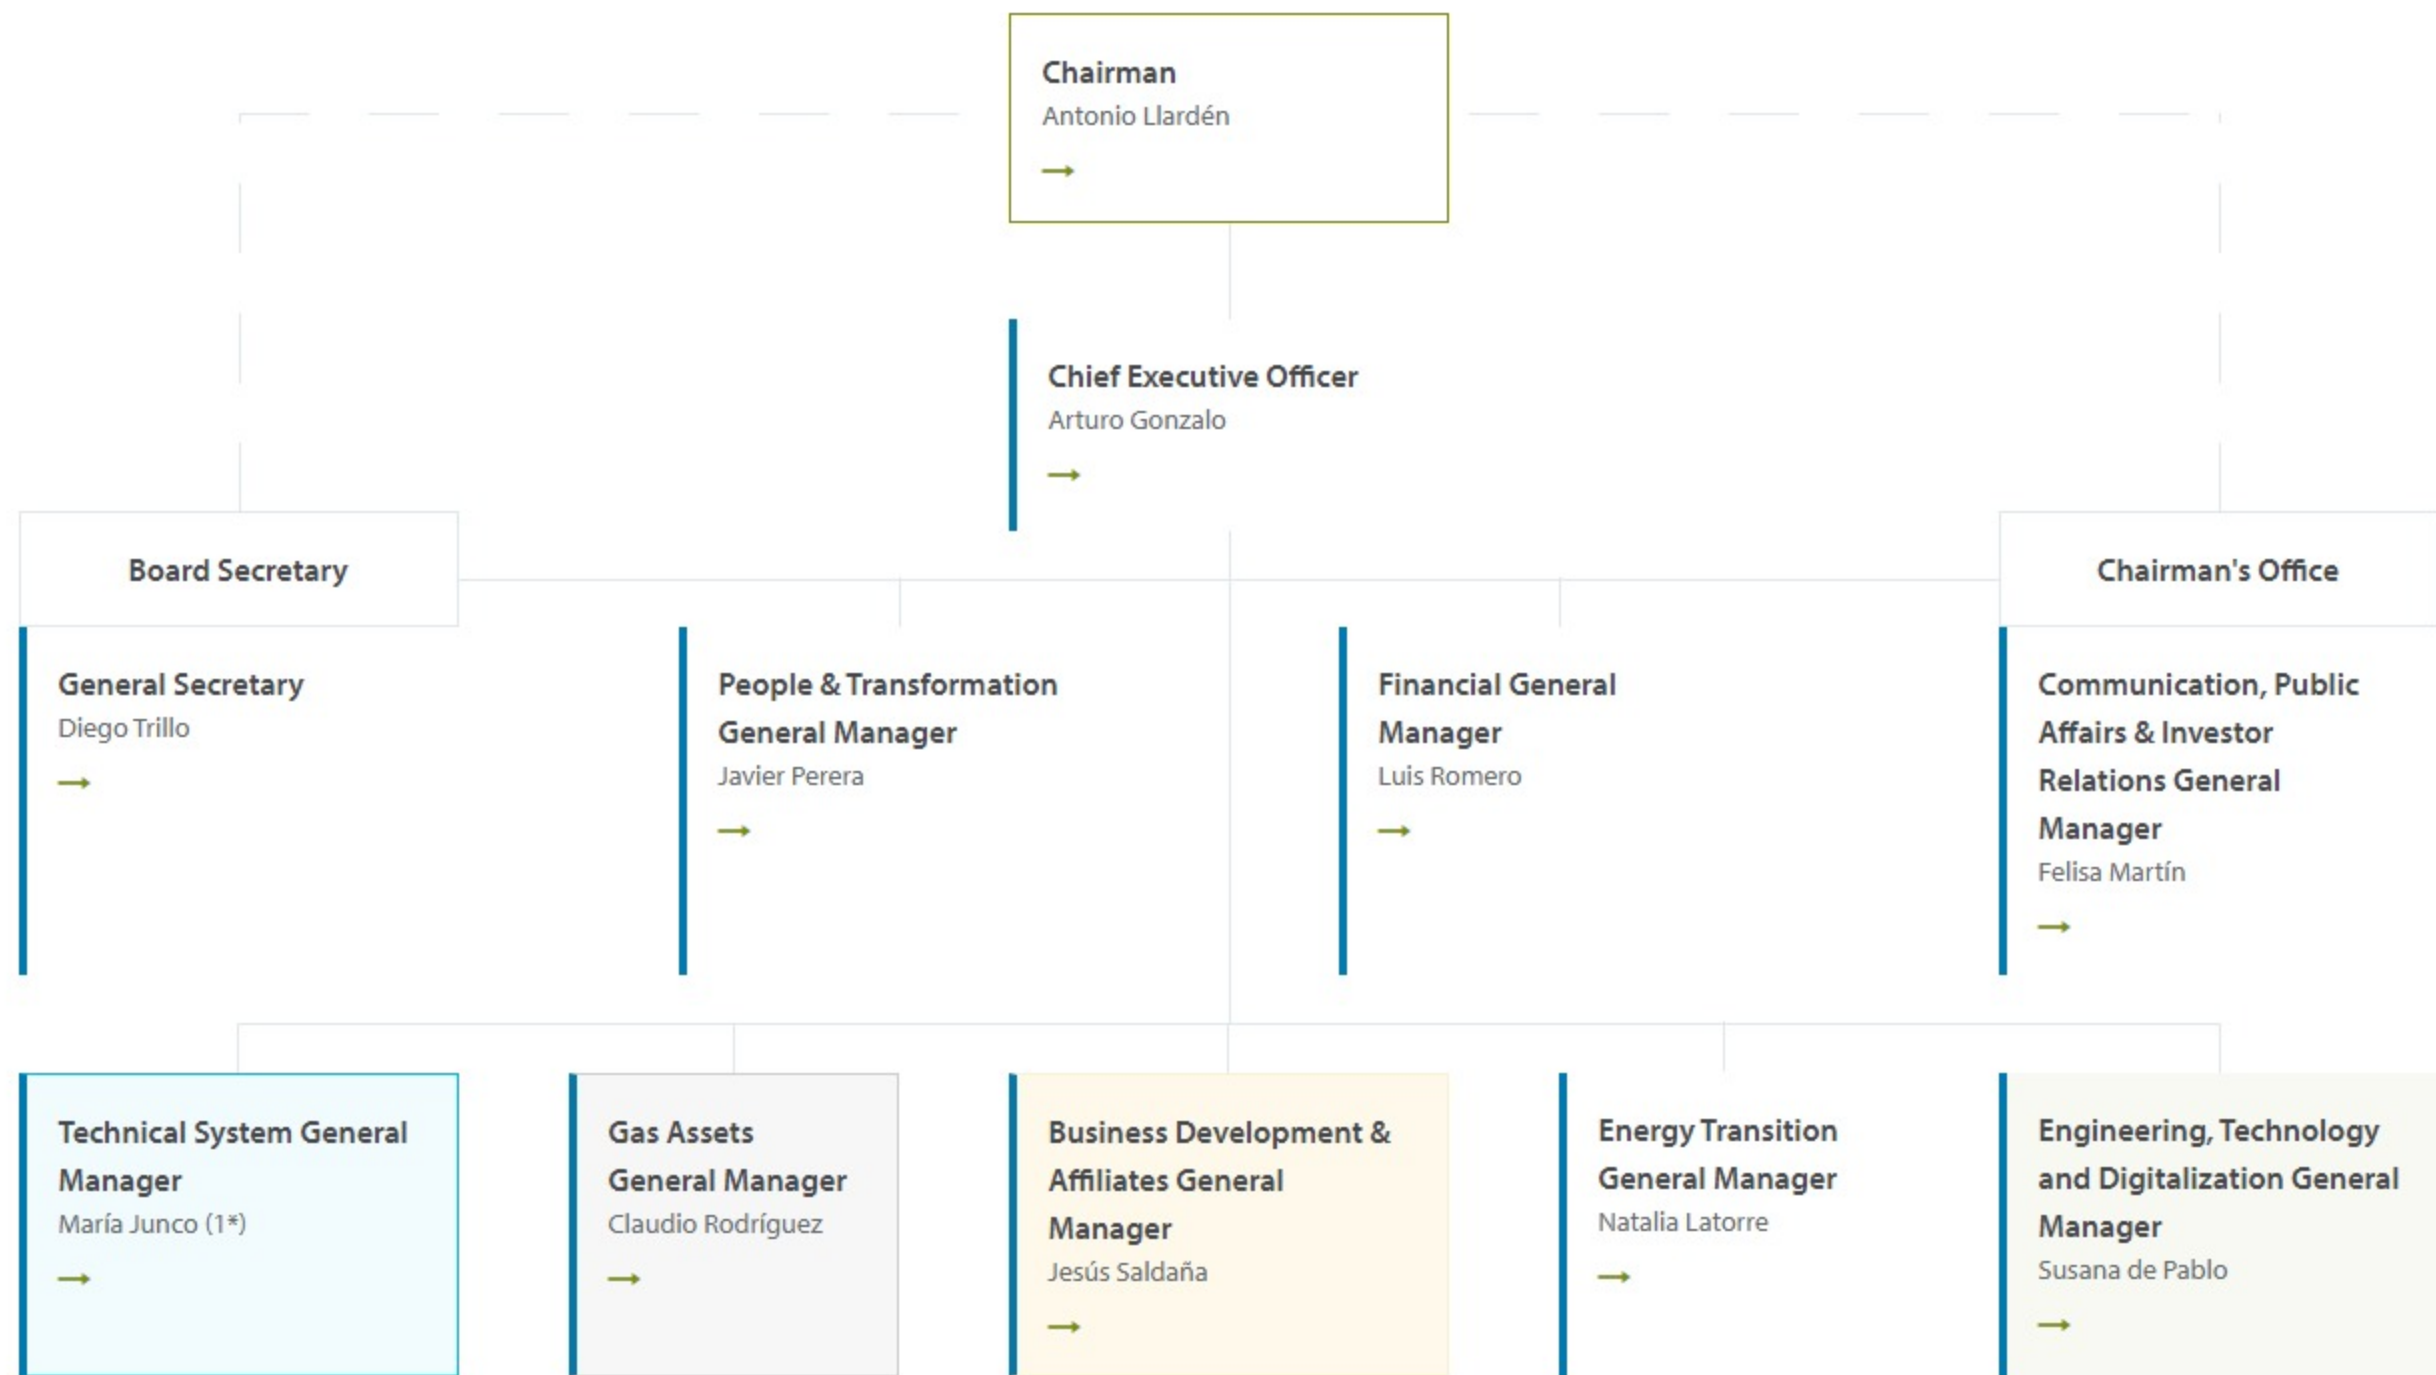 Chairman
Antonio Llardén
Chief Executive Officer
Arturo Gonzalo
Board Secretary
Chairman's Office
General Secretary
Diego Trillo
People & Transformation
General Manager
Javier Perera
Financial General
Manager
Luis Romero
Communication, Public
Affairs & Investor
Relations General
Manager
Felisa Martín
Technical System General
Manager
María Junco (1*)
Gas Assets
General Manager
Claudio Rodríguez
Business Development &
Affiliates General
Manager
Jesús Saldaña
Energy Transition
General Manager
Natalia Latorre
Engineering, Technology
and Digitalization General
Manager
Susana de Pablo